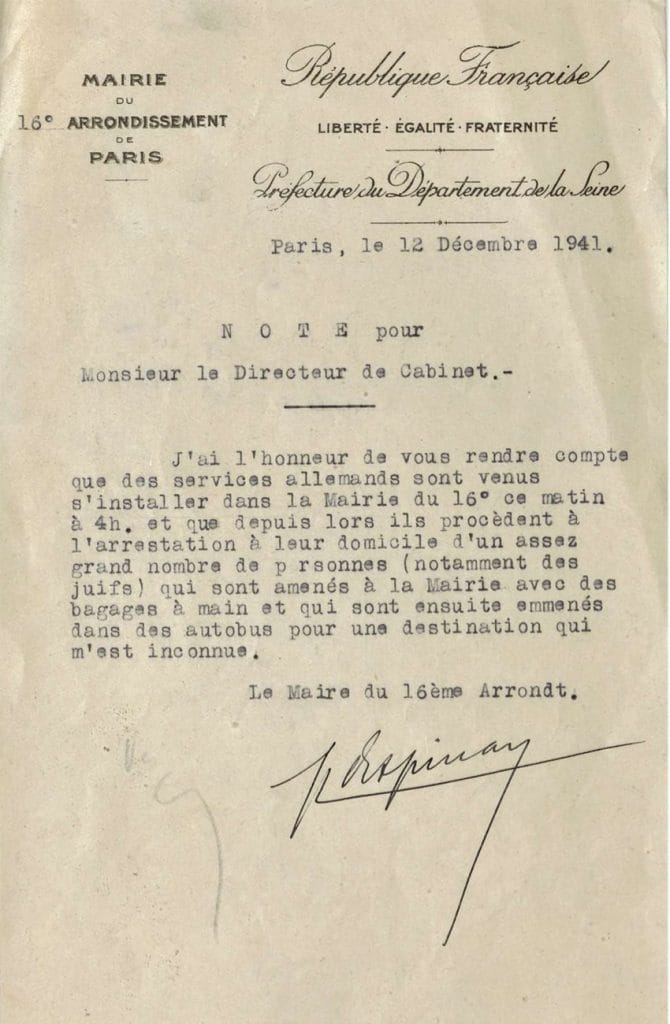 MAIRIE
DU
16° ARRONDISSEMENT
DE
PARIS
République Française
LIBERTÉ · ÉGALITÉ · FRATERNITÉ
Préfecture du Département de la Seine
Paris, le 12 Décembre 1941.
N O T E pour
Monsieur le Directeur de Cabinet.-
J'ai l'honneur de vous rendre compte
que des services allemands sont venus
s'installer dans la Mairie du 16° ce matin
à 4h. et que depuis lors ils procèdent à
l'arrestation à leur domicile d'un assez
grand nombre de p rsonnes (notamment des
juifs) qui sont amenés à la Mairie avec des
bagages à main et qui sont ensuite emmenés
dans des autobus pour une destination qui
m'est inconnue.
Le Maire du 16ème Arrondt.